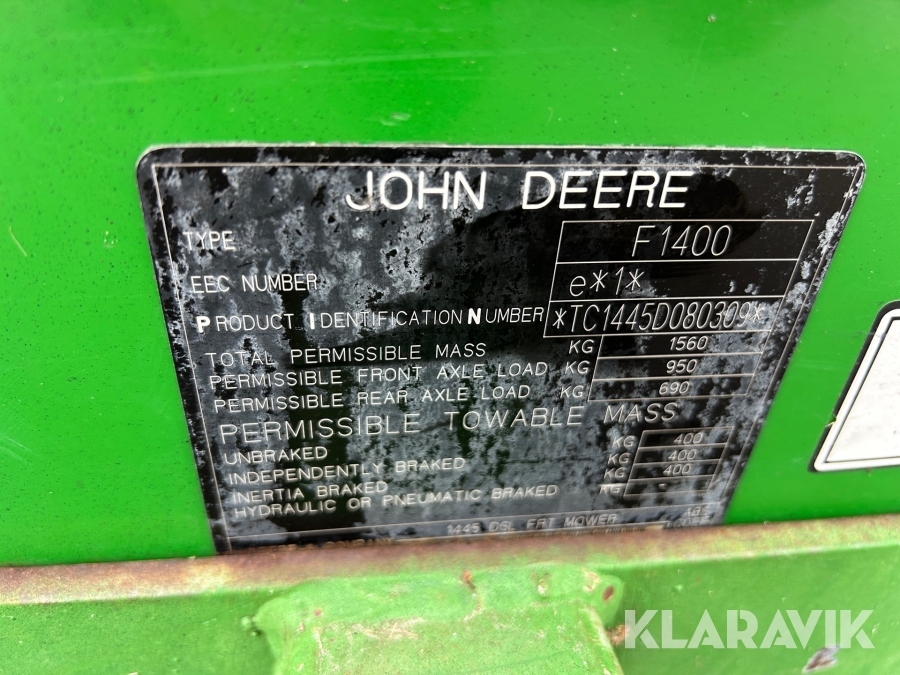 JOHN DEERE
TYPE F1400
EEC NUMBER e*1*
PRODUCT IDENTIFICATION NUMBER *TC1445D080309*
TOTAL PERMISSIBLE MASS KG 1560
PERMISSIBLE FRONT AXLE LOAD KG 950
PERMISSIBLE REAR AXLE LOAD KG 690
PERMISSIBLE TOWABLE MASS
UNBRAKED KG 400
INDEPENDENTLY BRAKED KG 400
INERTIA BRAKED KG 400
HYDRAULIC OR PNEUMATIC BRAKED KG -
1445 DSL FRT MOWER
KLARAVIK